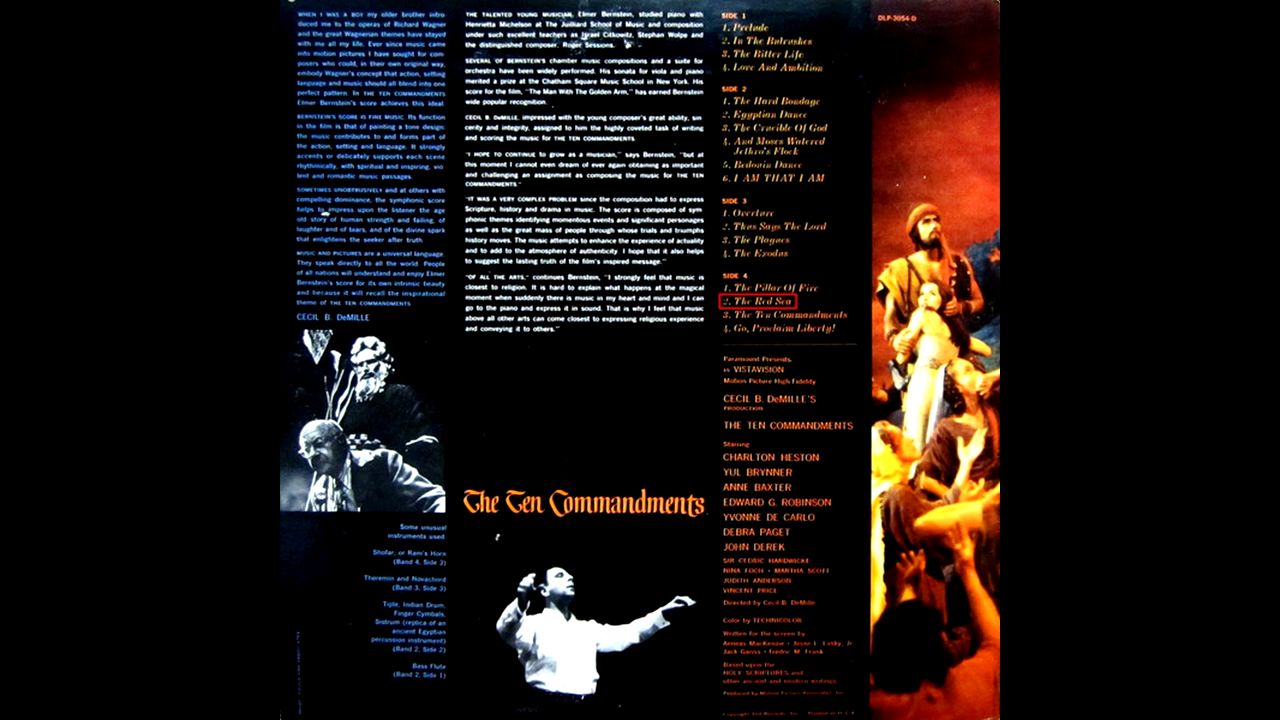 WHEN I WAS A BOY my older brother intro-
duced me to the operas of Richard Wagner
and the great Wagnerian themes have stayed
with me all my life. Ever since music came
into motion pictures I have sought for com-
posers who could, in their own original way,
embody Wagner's concept that action, setting
language and music should all blend into one
perfect pattern. In THE TEN COMMANDMENTS
Elmer Bernstein's score achieves this ideal.
BERNSTEIN'S SCORE IS FINE MUSIC. Its function
in the film is that of painting a tone design:
the music contributes to and forms part of
the action, setting and language. It strongly
accents or delicately supports each scene
rhythmically, with spiritual and inspiring, vio-
lent and romantic music passages.
SOMETIMES UNOBTRUSIVELY and at others with
compelling dominance, the symphonic score
helps to impress upon the listener the age
old story of human strength and failing, of
laughter and of tears, and of the divine spark
that enlightens the seeker after truth.
MUSIC AND PICTURES are a universal language.
They speak directly to all the world. People
of all nations will understand and enjoy Elmer
Bernstein's score for its own intrinsic beauty
and because it will recall the inspirational
theme of THE TEN COMMANDMENTS
CECIL B. DeMILLE
Some unusual
instruments used:
Shofar, or Ram's Horn
(Band 4, Side 3)
Theremin and Novachord
(Band 3, Side 3)
Tiple, Indian Drum,
Finger Cymbals,
Sistrum (replica of an
ancient Egyptian
percussion instrument)
(Band 2, Side 2)
Bass Flute
(Band 2, Side 1)
THE TALENTED YOUNG MUSICIAN, Elmer Bernstein, studied piano with
Henrietta Michelson at The Juilliard School of Music and composition
under such excellent teachers as Israel Citkowitz, Stephan Wolpe and
the distinguished composer, Roger Sessions.
SEVERAL OF BERNSTEIN'S chamber music compositions and a suite for
orchestra have been widely performed. His sonata for viola and piano
merited a prize at the Chatham Square Music School in New York. His
score for the film, "The Man With The Golden Arm," has earned Bernstein
wide popular recognition.
CECIL B. DeMILLE, impressed with the young composer's great ability, sin-
cerity and integrity, assigned to him the highly coveted task of writing
and scoring the music for THE TEN COMMANDMENTS.
"I HOPE TO CONTINUE to grow as a musician," says Bernstein, "but at
this moment I cannot even dream of ever again obtaining as important
and challenging an assignment as composing the music for THE TEN
COMMANDMENTS."
"IT WAS A VERY COMPLEX PROBLEM since the composition had to express
Scripture, history and drama in music. The score is composed of sym-
phonic themes identifying momentous events and significant personages
as well as the great mass of people through whose trials and triumphs
history moves. The music attempts to enhance the experience of actuality
and to add to the atmosphere of authenticity. I hope that it also helps
to suggest the lasting truth of the film's inspired message."
"OF ALL THE ARTS," continues Bernstein, "I strongly feel that music is
closest to religion. It is hard to explain what happens at the magical
moment when suddenly there is music in my heart and mind and I can
go to the piano and express it in sound. That is why I feel that music
above all other arts can come closest to expressing religious experience
and conveying it to others."
The Ten Commandments
SIDE 1
1. Prelude
2. In The Bulrushes
3. The Bitter Life
4. Love And Ambition
SIDE 2
1. The Hard Bondage
2. Egyptian Dance
3. The Crucible Of God
4. And Moses Watered
Jethro's Flock
5. Bedouin Dance
6. I AM THAT I AM
SIDE 3
1. Overture
2. Thus Says The Lord
3. The Plagues
4. The Exodus
SIDE 4
1. The Pillar Of Fire
2. The Red Sea
3. The Ten Commandments
4. Go, Proclaim Liberty!
Paramount Presents,
in VISTAVISION
Motion Picture High Fidelity
CECIL B. DeMILLE'S
PRODUCTION
THE TEN COMMANDMENTS
Starring
CHARLTON HESTON
YUL BRYNNER
ANNE BAXTER
EDWARD G. ROBINSON
YVONNE DE CARLO
DEBRA PAGET
JOHN DEREK
SIR CEDRIC HARDWICKE
NINA FOCH • MARTHA SCOTT
JUDITH ANDERSON
VINCENT PRICE
Directed by Cecil B. DeMille
Color by TECHNICOLOR
Written for the screen by
Aeneas MacKenzie • Jesse L. Lasky, Jr.
Jack Gariss • Fredric M. Frank
Based upon the
HOLY SCRIPTURES and
other ancient and modern writings.
Produced by Motion Picture Associates, Inc.
DLP-3054-D